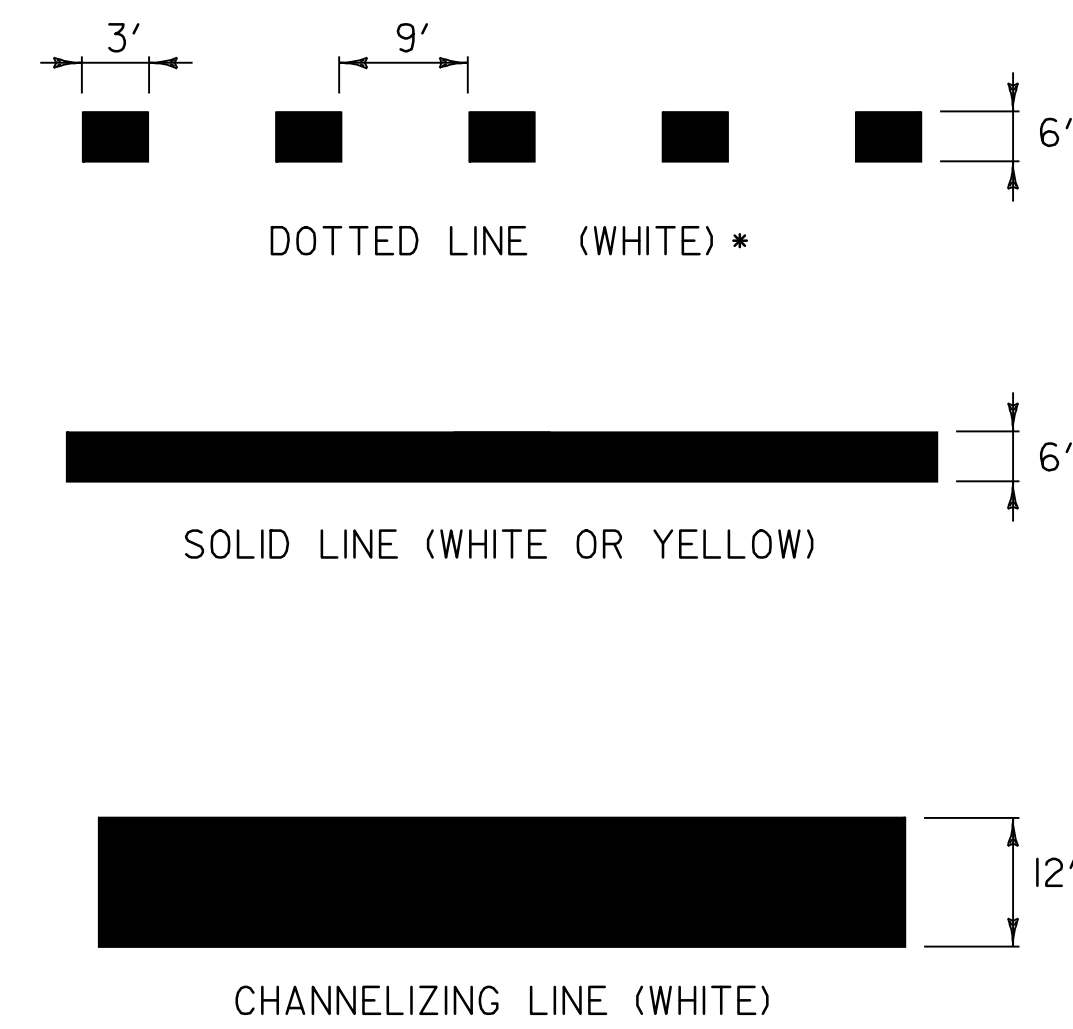 3′ 9′
6′
DOTTED LINE (WHITE) *
6′
SOLID LINE (WHITE OR YELLOW)
12′
CHANNELIZING LINE (WHITE)